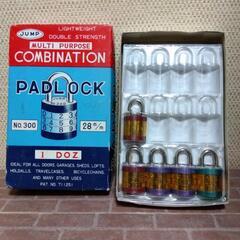 JUMP
LIGHTWEIGHT
DOUBLE STRENGTH
MULTI PURPOSE
COMBINATION
PADLOCK
No. 300
28 m/m
1 DOZ
IDEAL FOR ALL DOORS GARAGES SHEDS, LOFTS
HOLDALLS, TRAVELCASES, BICYCLECHAINS,
AND MANY OTHER USES
PAT NO. 711251